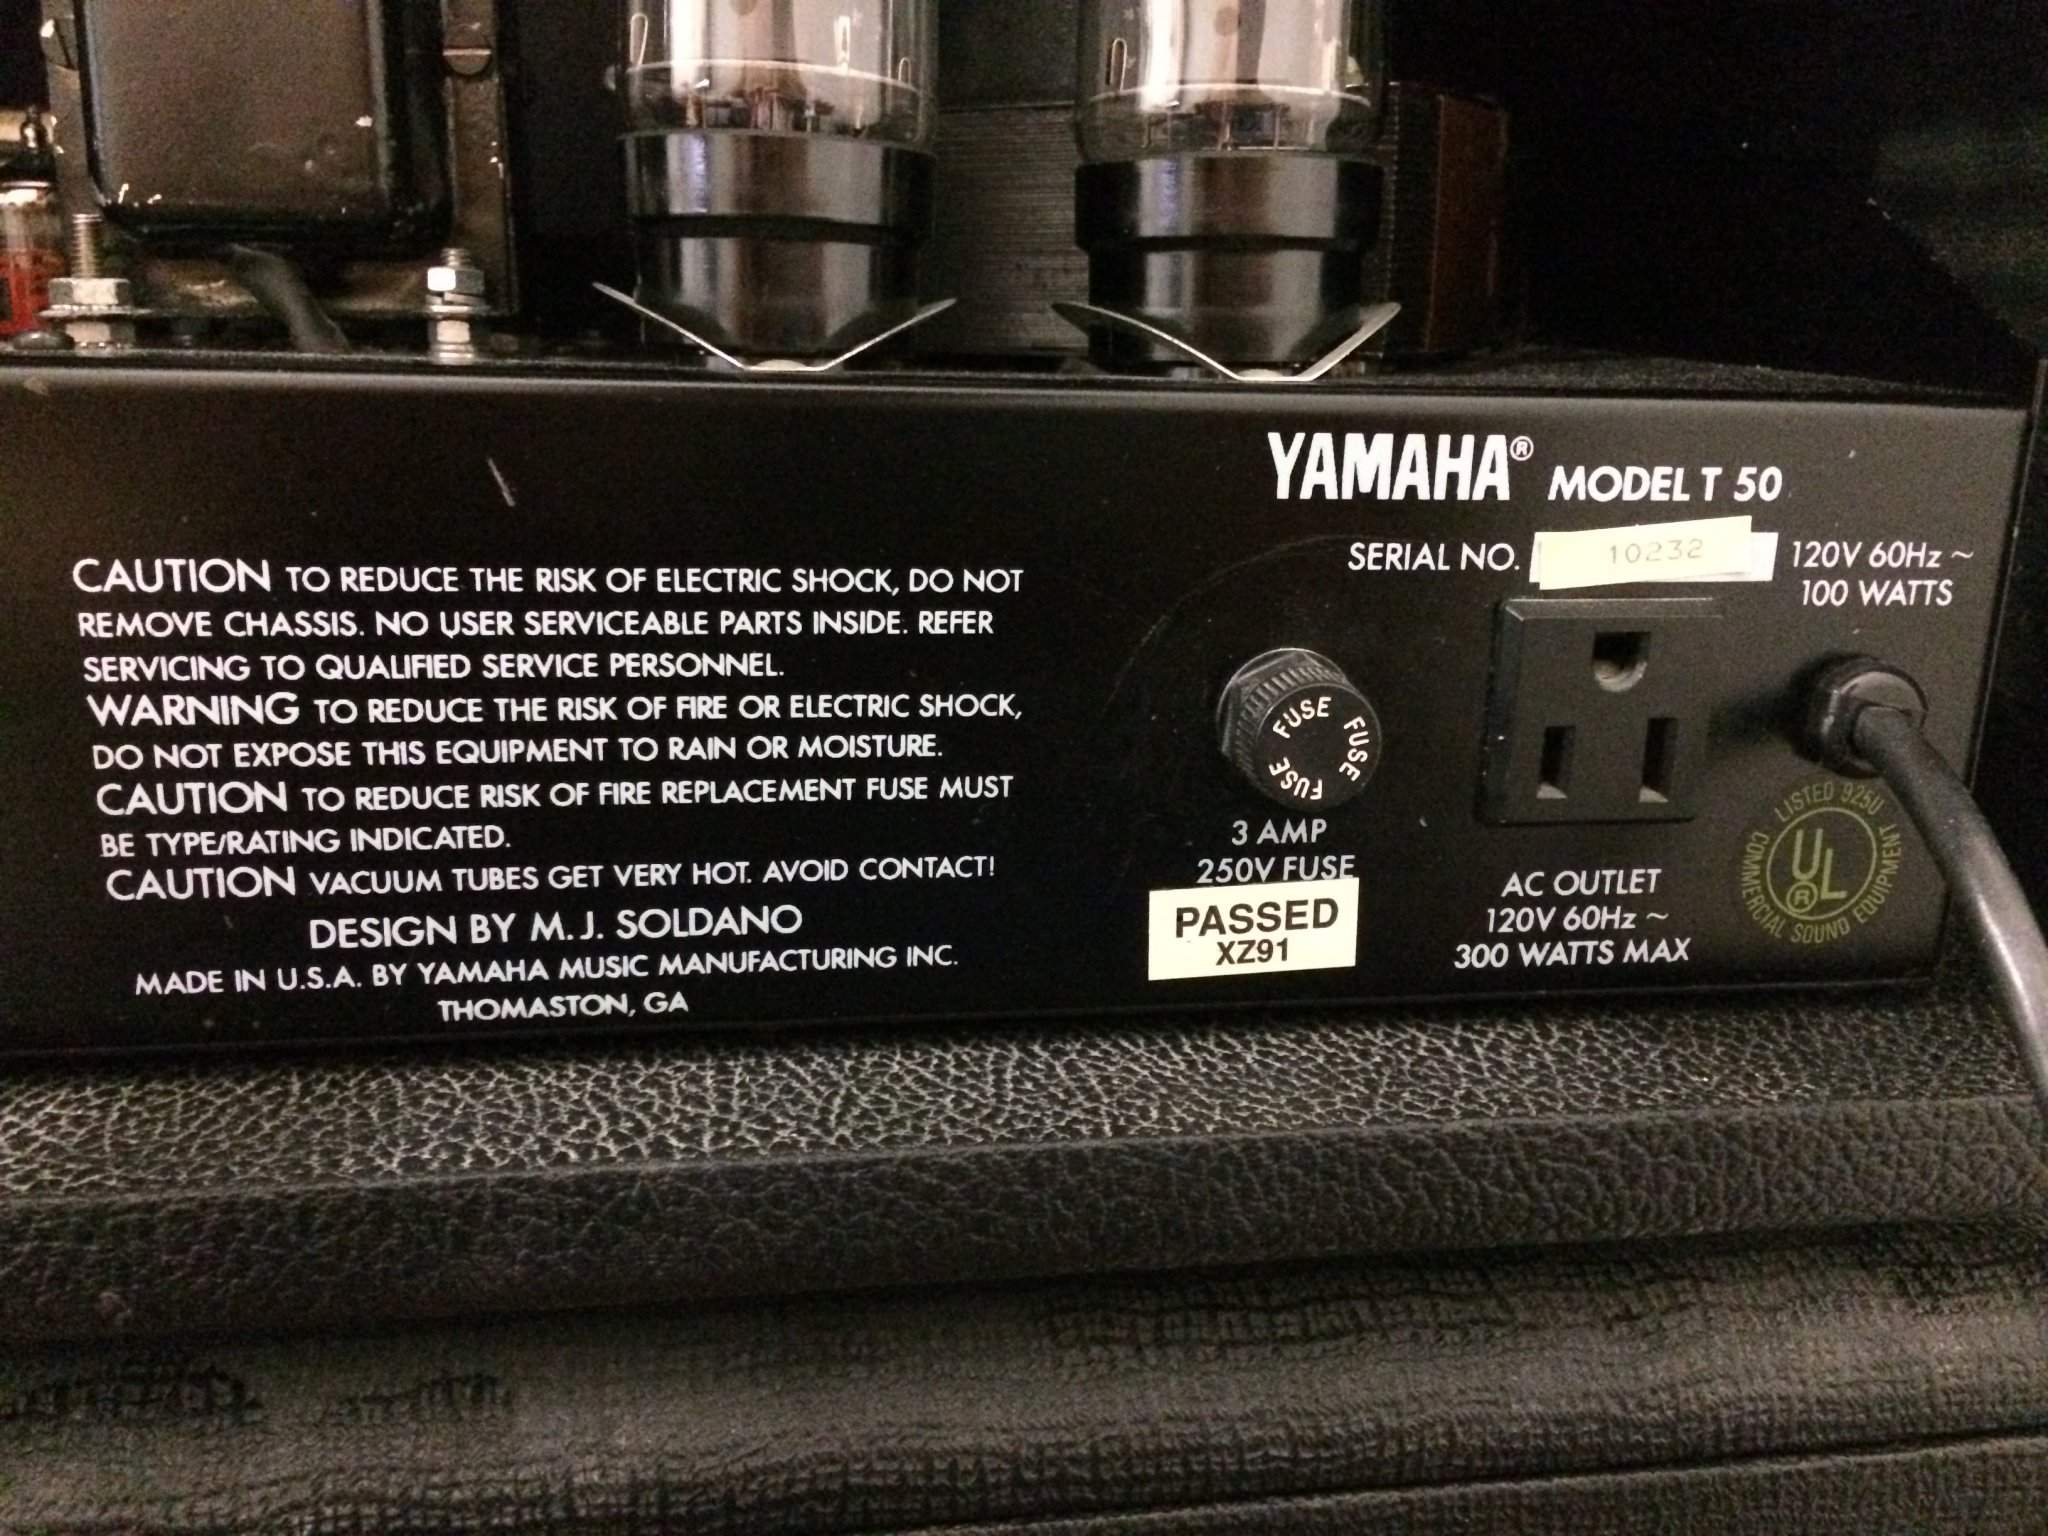 YAMAHA® MODEL T 50
SERIAL NO. 10232 120V 60Hz ~
100 WATTS
CAUTION TO REDUCE THE RISK OF ELECTRIC SHOCK, DO NOT
REMOVE CHASSIS. NO USER SERVICEABLE PARTS INSIDE. REFER
SERVICING TO QUALIFIED SERVICE PERSONNEL.
WARNING TO REDUCE THE RISK OF FIRE OR ELECTRIC SHOCK,
DO NOT EXPOSE THIS EQUIPMENT TO RAIN OR MOISTURE.
CAUTION TO REDUCE RISK OF FIRE REPLACEMENT FUSE MUST
BE TYPE/RATING INDICATED.
CAUTION VACUUM TUBES GET VERY HOT. AVOID CONTACT!
DESIGN BY M. J. SOLDANO
MADE IN U.S.A. BY YAMAHA MUSIC MANUFACTURING INC.
THOMASTON, GA
FUSE FUSE FUSE
3 AMP
250V FUSE
PASSED
XZ91
AC OUTLET
120V 60Hz ~
300 WATTS MAX
LISTED 925U
UL®
COMMERCIAL SOUND EQUIPMENT